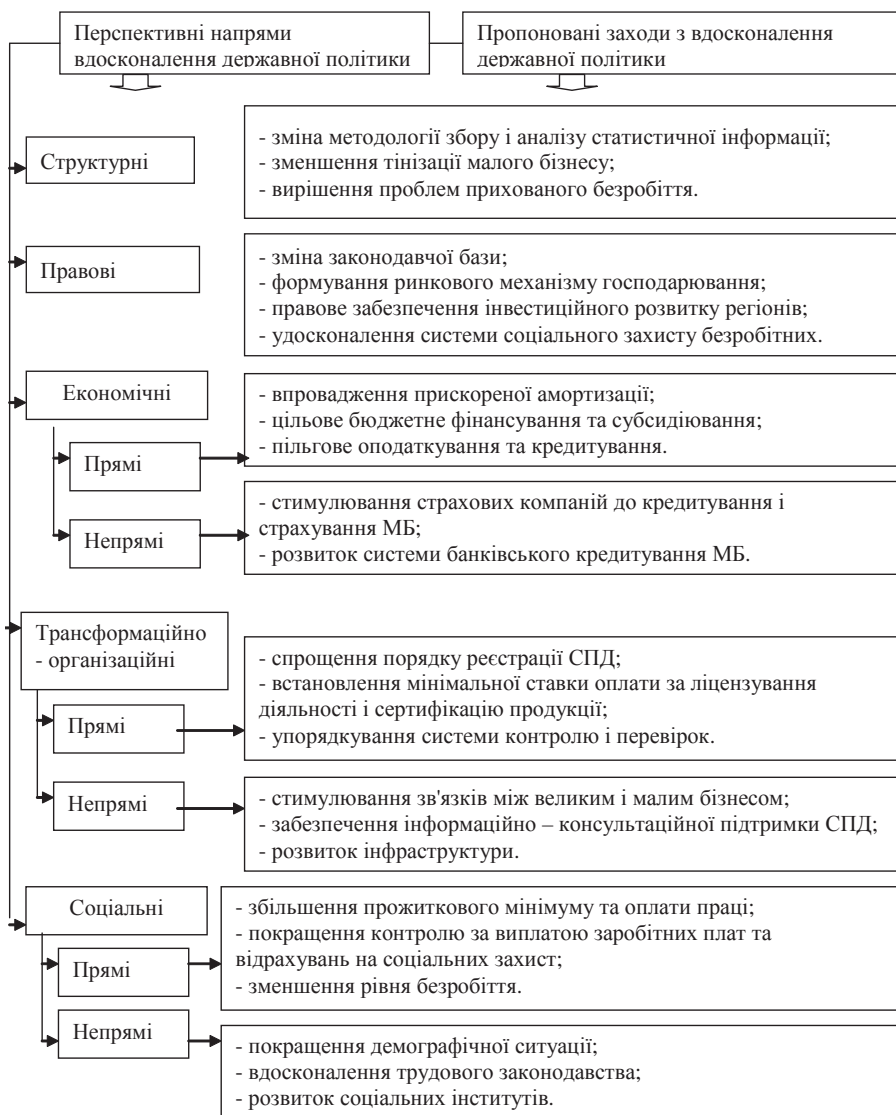 Перспективні напрями
вдосконалення державної політики
Пропоновані заходи з вдосконалення
державної політики
Структурні
- зміна методології збору і аналізу статистичної інформації;
- зменшення тінізації малого бізнесу;
- вирішення проблем прихованого безробіття.
Правові
- зміна законодавчої бази;
- формування ринкового механізму господарювання;
- правове забезпечення інвестиційного розвитку регіонів;
- удосконалення системи соціального захисту безробітних.
Економічні
Прямі
- впровадження прискореної амортизації;
- цільове бюджетне фінансування та субсидіювання;
- пільгове оподаткування та кредитування.
Непрямі
- стимулювання страхових компаній до кредитування і
страхування МБ;
- розвиток системи банківського кредитування МБ.
Трансформаційно
- організаційні
Прямі
- спрощення порядку реєстрації СПД;
- встановлення мінімальної ставки оплати за ліцензування
діяльності і сертифікацію продукції;
- упорядкування системи контролю і перевірок.
Непрямі
- стимулювання зв'язків між великим і малим бізнесом;
- забезпечення інформаційно – консультаційної підтримки СПД;
- розвиток інфраструктури.
Соціальні
Прямі
- збільшення прожиткового мінімуму та оплати праці;
- покращення контролю за виплатою заробітних плат та
відрахувань на соціальних захист;
- зменшення рівня безробіття.
Непрямі
- покращення демографічної ситуації;
- вдосконалення трудового законодавства;
- розвиток соціальних інститутів.